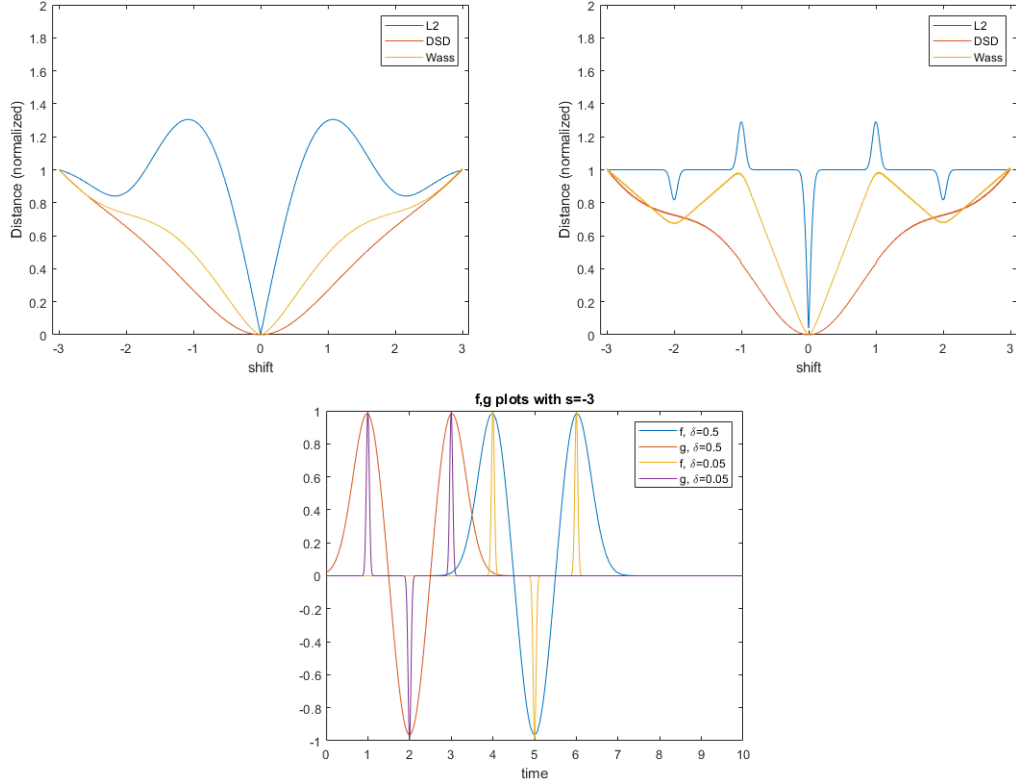 2
1.8
1.6
1.4
1.2
1
0.8
0.6
0.4
0.2
0
Distance (normalized)
L2
DSD
Wass
-3 -2 -1 0 1 2 3
shift
2
1.8
1.6
1.4
1.2
1
0.8
0.6
0.4
0.2
0
Distance (normalized)
L2
DSD
Wass
-3 -2 -1 0 1 2 3
shift
f,g plots with s=-3
1
0.8
0.6
0.4
0.2
0
-0.2
-0.4
-0.6
-0.8
-1
f, δ=0.5
g, δ=0.5
f, δ=0.05
g, δ=0.05
0 1 2 3 4 5 6 7 8 9 10
time